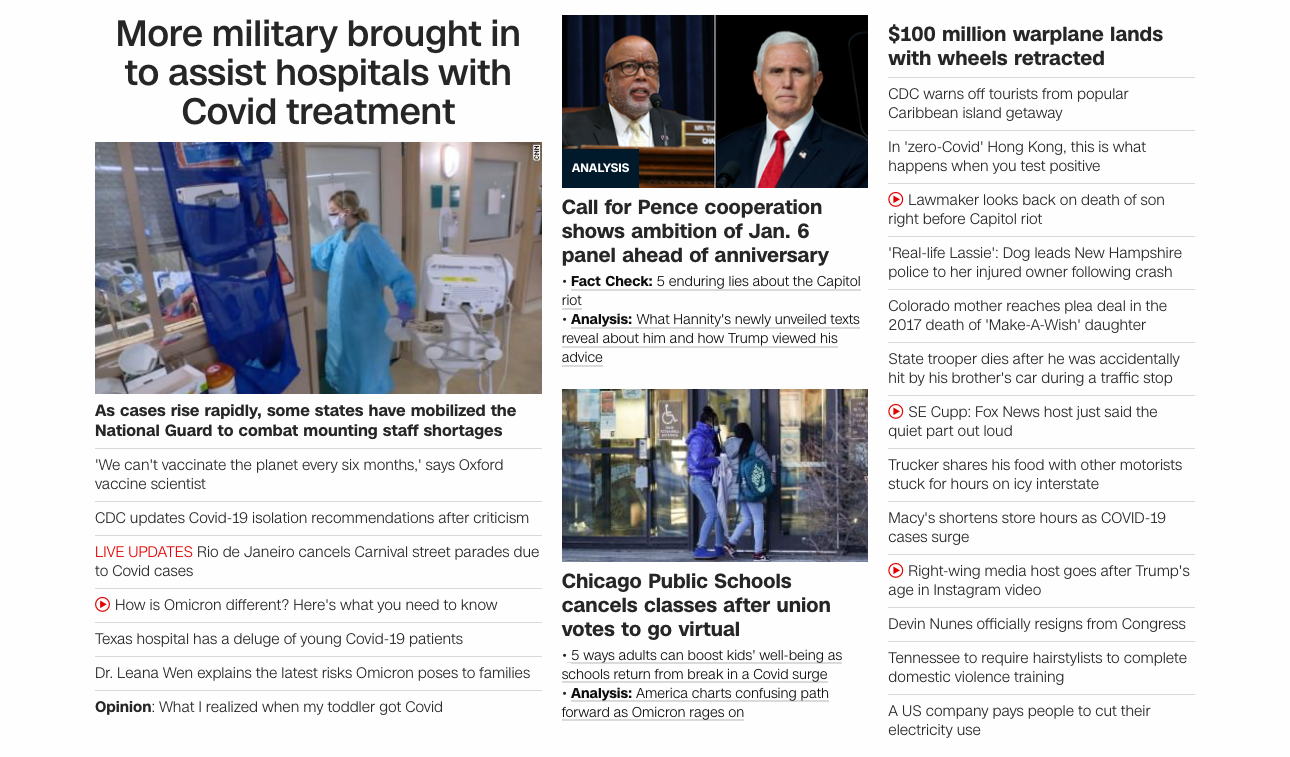 More military brought in
to assist hospitals with
Covid treatment
CNN
As cases rise rapidly, some states have mobilized the
National Guard to combat mounting staff shortages
'We can't vaccinate the planet every six months,' says Oxford
vaccine scientist
CDC updates Covid-19 isolation recommendations after criticism
LIVE UPDATES Rio de Janeiro cancels Carnival street parades due
to Covid cases
How is Omicron different? Here's what you need to know
Texas hospital has a deluge of young Covid-19 patients
Dr. Leana Wen explains the latest risks Omicron poses to families
Opinion: What I realized when my toddler got Covid
MR. TH
CHA
ANALYSIS
Call for Pence cooperation
shows ambition of Jan. 6
panel ahead of anniversary
• Fact Check: 5 enduring lies about the Capitol
riot
• Analysis: What Hannity's newly unveiled texts
reveal about him and how Trump viewed his
advice
Chicago Public Schools
cancels classes after union
votes to go virtual
• 5 ways adults can boost kids' well-being as
schools return from break in a Covid surge
• Analysis: America charts confusing path
forward as Omicron rages on
$100 million warplane lands
with wheels retracted
CDC warns off tourists from popular
Caribbean island getaway
In 'zero-Covid' Hong Kong, this is what
happens when you test positive
Lawmaker looks back on death of son
right before Capitol riot
'Real-life Lassie': Dog leads New Hampshire
police to her injured owner following crash
Colorado mother reaches plea deal in the
2017 death of 'Make-A-Wish' daughter
State trooper dies after he was accidentally
hit by his brother's car during a traffic stop
SE Cupp: Fox News host just said the
quiet part out loud
Trucker shares his food with other motorists
stuck for hours on icy interstate
Macy's shortens store hours as COVID-19
cases surge
Right-wing media host goes after Trump's
age in Instagram video
Devin Nunes officially resigns from Congress
Tennessee to require hairstylists to complete
domestic violence training
A US company pays people to cut their
electricity use